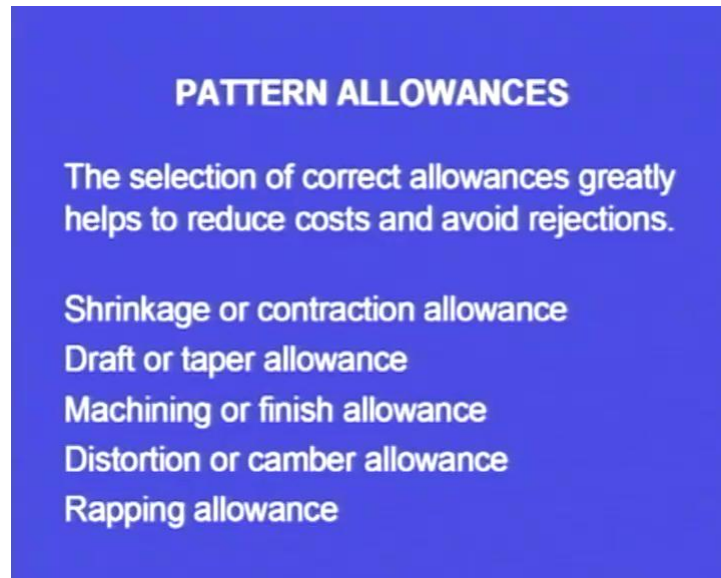 PATTERN ALLOWANCES
The selection of correct allowances greatly
helps to reduce costs and avoid rejections.
Shrinkage or contraction allowance
Draft or taper allowance
Machining or finish allowance
Distortion or camber allowance
Rapping allowance